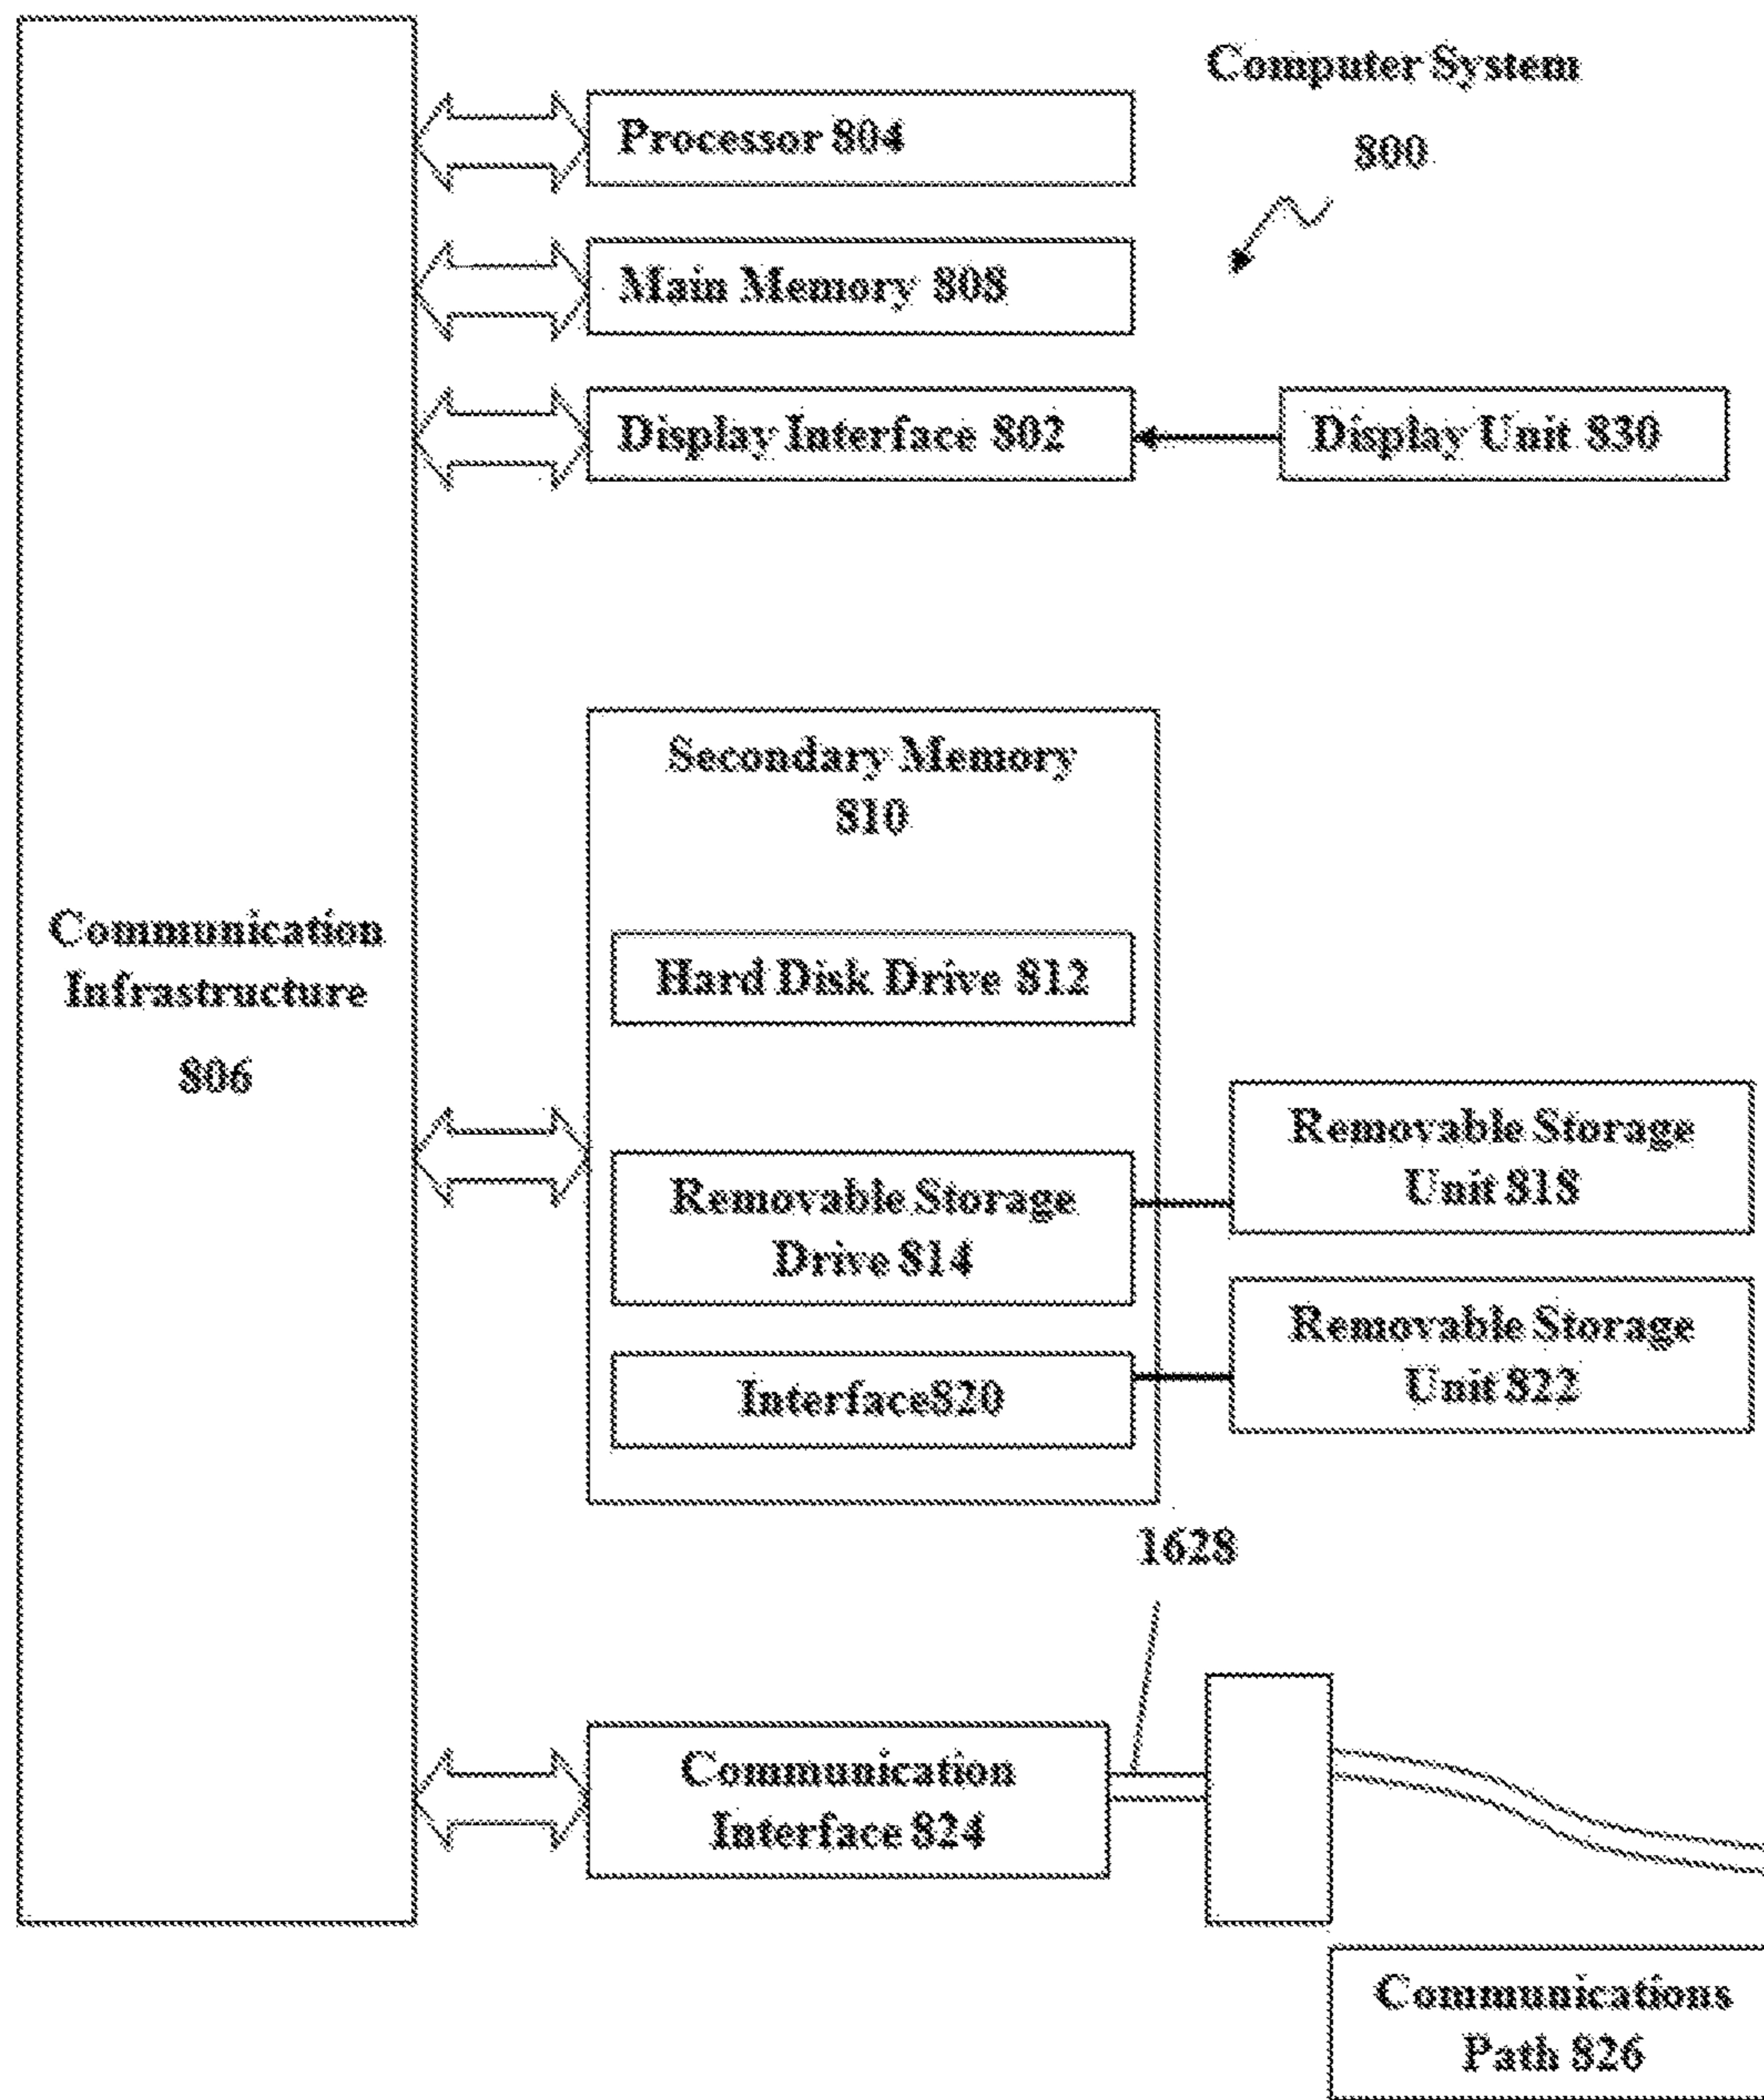 Computer System
800
Processor 804
Main Memory 808
Display Interface 802
Display Unit 830
Secondary Memory
810
Communication
Infrastructure
806
Hard Disk Drive 812
Removable Storage
Drive 814
Removable Storage
Unit 818
Interface820
Removable Storage
Unit 822
1628
Communication
Interface 824
Communications
Path 826